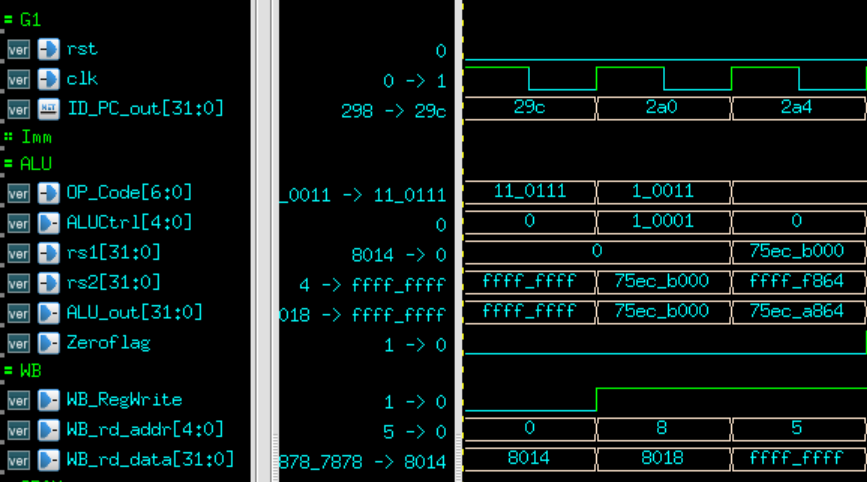 G1
ver rst 0
ver clk 0 -> 1
ver ID_PC_out[31:0] 298 -> 29c 29c 2a0 2a4
Imm
ALU
ver OP_Code[6:0] _0011 -> 11_0111 11_0111 1_0011
ver ALUCtrl[4:0] 0 0 1_0001 0
ver rs1[31:0] 8014 -> 0 0 75ec_b000
ver rs2[31:0] 4 -> ffff_ffff ffff_ffff 75ec_b000 ffff_f864
ver ALU_out[31:0] 018 -> ffff_ffff ffff_ffff 75ec_b000 75ec_a864
ver Zeroflag 1 -> 0
WB
ver WB_RegWrite 1 -> 0
ver WB_rd_addr[4:0] 5 -> 0 0 8 5
ver WB_rd_data[31:0] 878_7878 -> 8014 8014 8018 ffff_ffff